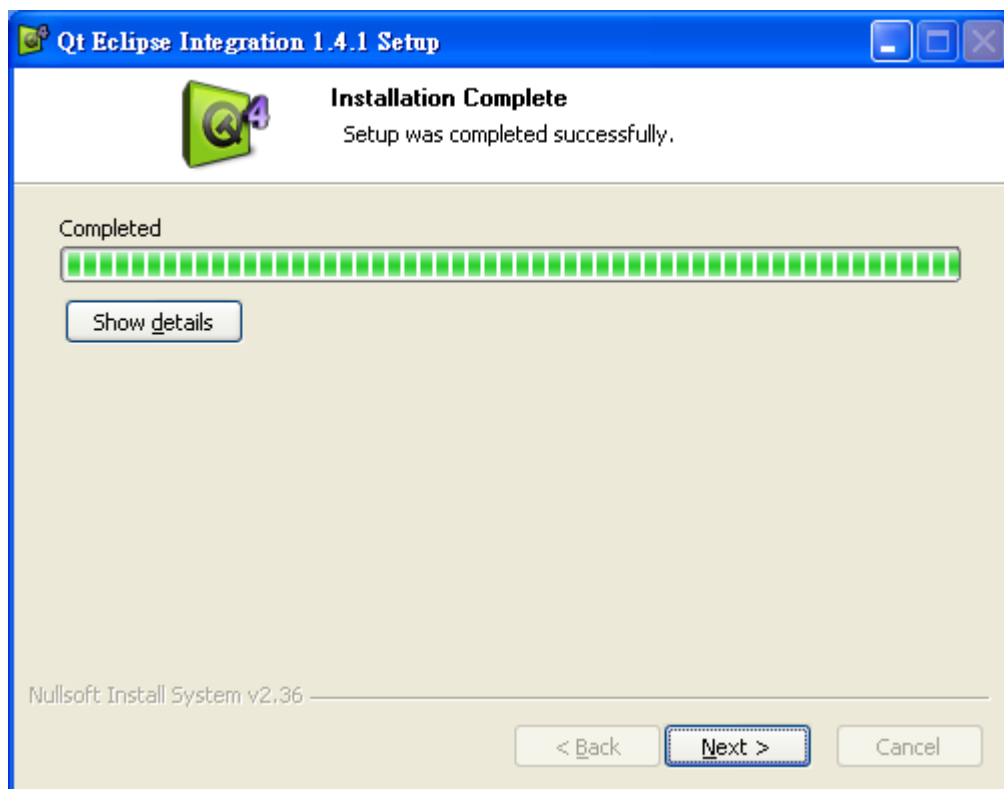 Qt Eclipse Integration 1.4.1 Setup
4
Installation Complete
Setup was completed successfully.
Completed
Show details
Nullsoft Install System v2.36
< Back
Next >
Cancel